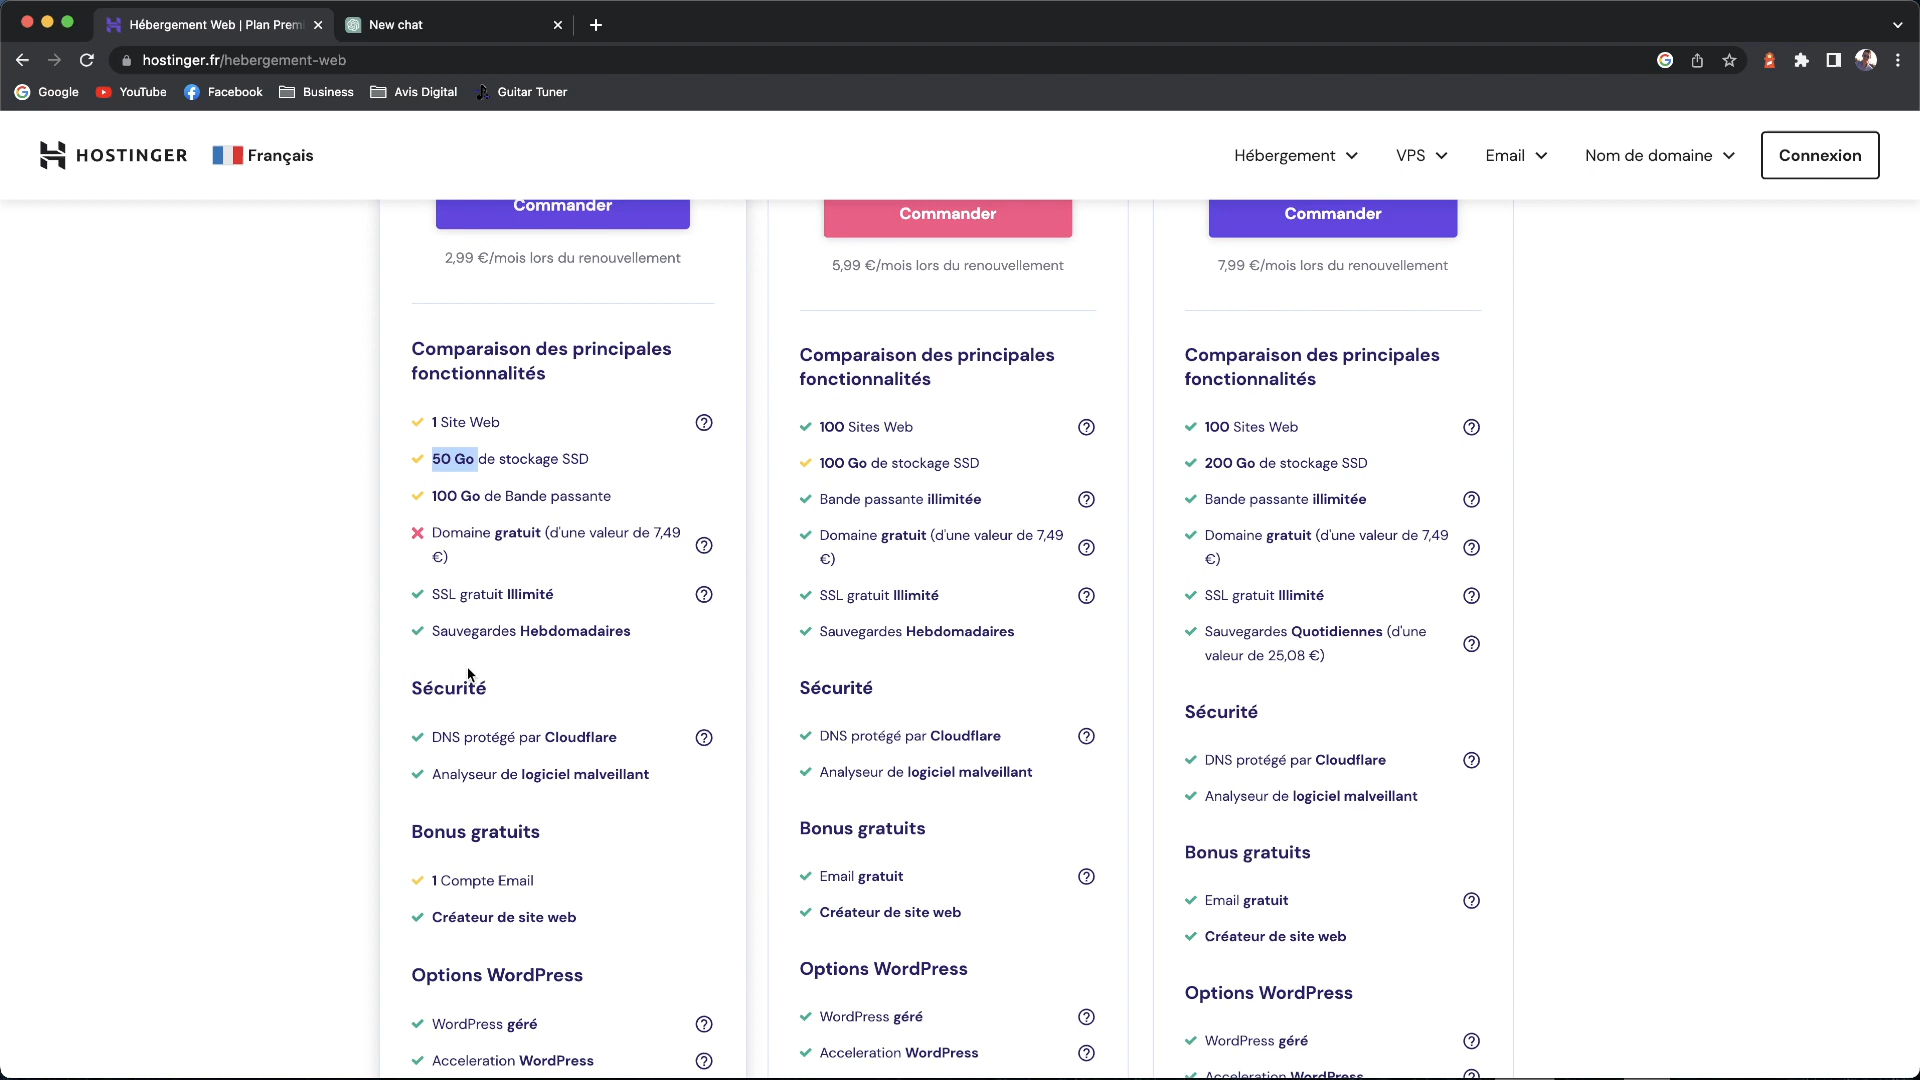 Hébergement Web | Plan Prem
New chat
hostinger.fr/hebergement-web
Google
YouTube
Facebook
Business
Avis Digital
Guitar Tuner
HOSTINGER
Français
Hébergement
VPS
Email
Nom de domaine
Connexion
Commander
2,99 €/mois lors du renouvellement
Comparaison des principales
fonctionnalités
1 Site Web
50 Go de stockage SSD
100 Go de Bande passante
Domaine gratuit (d'une valeur de 7,49
€)
SSL gratuit Illimité
Sauvegardes Hebdomadaires
Sécurité
DNS protégé par Cloudflare
Analyseur de logiciel malveillant
Bonus gratuits
1 Compte Email
Créateur de site web
Options WordPress
WordPress géré
Acceleration WordPress
Commander
5,99 €/mois lors du renouvellement
Comparaison des principales
fonctionnalités
100 Sites Web
100 Go de stockage SSD
Bande passante illimitée
Domaine gratuit (d'une valeur de 7,49
€)
SSL gratuit Illimité
Sauvegardes Hebdomadaires
Sécurité
DNS protégé par Cloudflare
Analyseur de logiciel malveillant
Bonus gratuits
Email gratuit
Créateur de site web
Options WordPress
WordPress géré
Acceleration WordPress
Commander
7,99 €/mois lors du renouvellement
Comparaison des principales
fonctionnalités
100 Sites Web
200 Go de stockage SSD
Bande passante illimitée
Domaine gratuit (d'une valeur de 7,49
€)
SSL gratuit Illimité
Sauvegardes Quotidiennes (d'une
valeur de 25,08 €)
Sécurité
DNS protégé par Cloudflare
Analyseur de logiciel malveillant
Bonus gratuits
Email gratuit
Créateur de site web
Options WordPress
WordPress géré
Acceleration WordPress